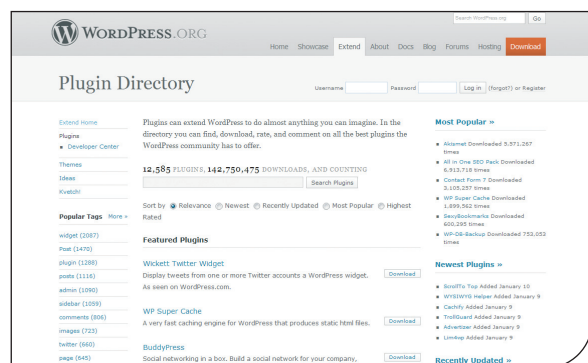 Search WordPress.org
Go
WORDPRESS.ORG
Home Showcase Extend About Docs Blog Forums Hosting Download
Plugin Directory
Username Password Log in (forgot?) or Register
Extend Home
Plugins
Developer Center
Themes
Ideas
Kvetch!
Popular Tags More »
widget (2087)
Post (1470)
plugin (1288)
posts (1116)
admin (1090)
sidebar (1059)
comments (806)
images (723)
twitter (660)
page (645)
Plugins can extend WordPress to do almost anything you can imagine. In the
directory you can find, download, rate, and comment on all the best plugins the
WordPress community has to offer.
12,585 PLUGINS, 142,750,475 DOWNLOADS, AND COUNTING
Search Plugins
Sort by Relevance Newest Recently Updated Most Popular Highest
Rated
Featured Plugins
Wickett Twitter Widget
Display tweets from one or more Twitter accounts a WordPress widget.
As seen on WordPress.com.
Download
WP Super Cache
A very fast caching engine for WordPress that produces static html files.
Download
BuddyPress
Social networking in a box. Build a social network for your company,
Download
Most Popular »
Akismet Downloaded 5,571,267
times
All in One SEO Pack Downloaded
6,913,718 times
Contact Form 7 Downloaded
3,105,257 times
WP Super Cache Downloaded
1,899,562 times
SexyBookmarks Downloaded
600,295 times
WP-DB-Backup Downloaded 753,053
times
Newest Plugins »
ScrollTo Top Added January 10
WYSIWYG Helper Added January 9
Cachify Added January 9
TrollGuard Added January 9
Advertizer Added January 9
Linkwp Added January 9
Recently Updated »